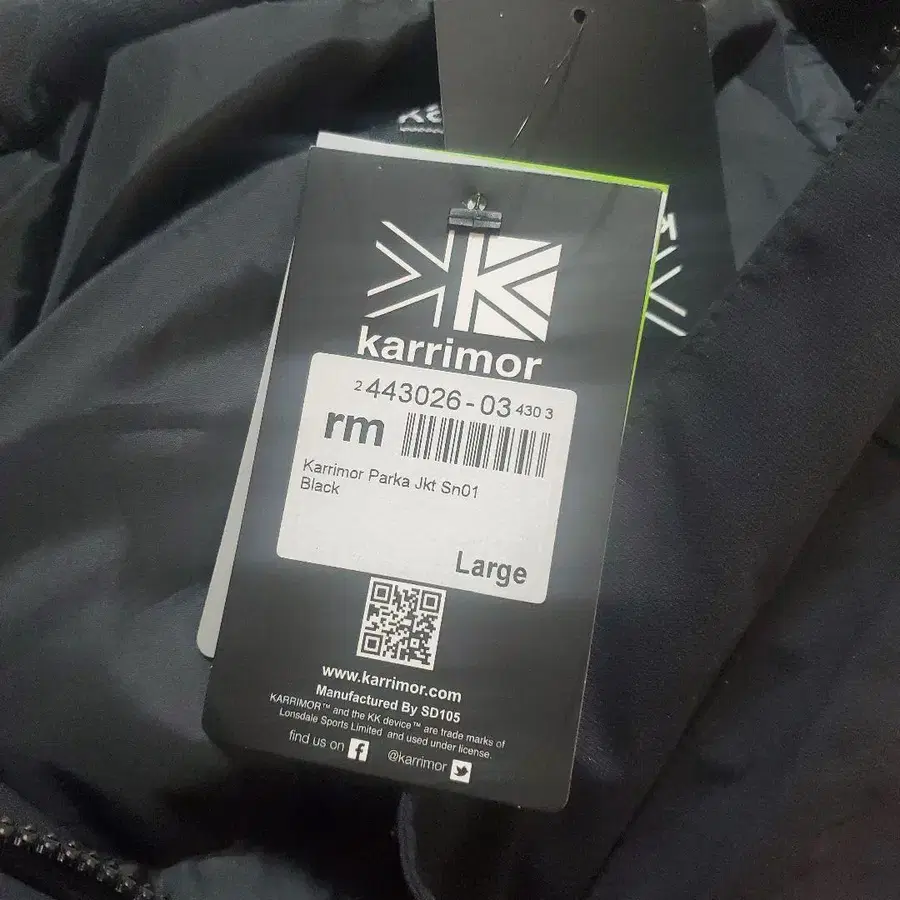 karrimor
2 443026-03 430 3
rm
Karrimor Parka Jkt Sn01
Black
Large
www.karrimor.com
Manufactured By SD105
KARRIMOR™ and the KK device™ are trade marks of
Lonsdale Sports Limited and used under license.
find us on f @karrimor